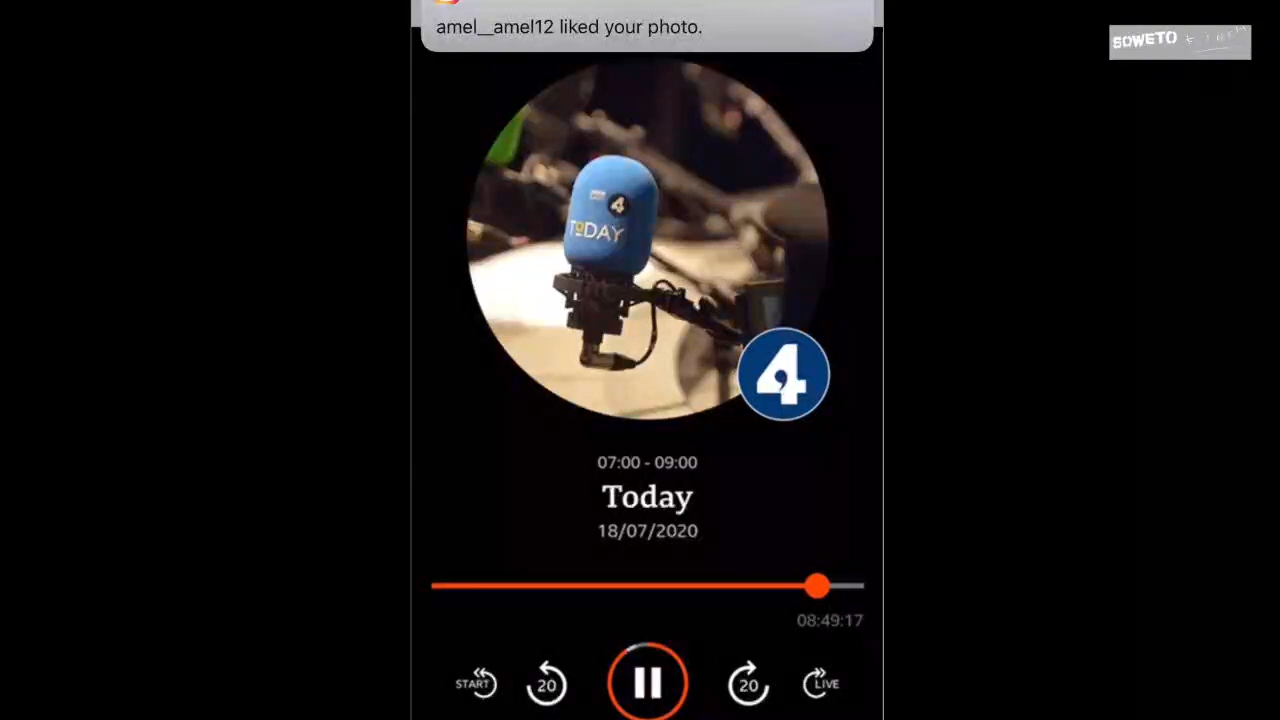 amel__amel12 liked your photo.
SOWETO
4
TODAY
4
07:00 - 09:00
Today
18/07/2020
08:49:17
START
20
20
LIVE